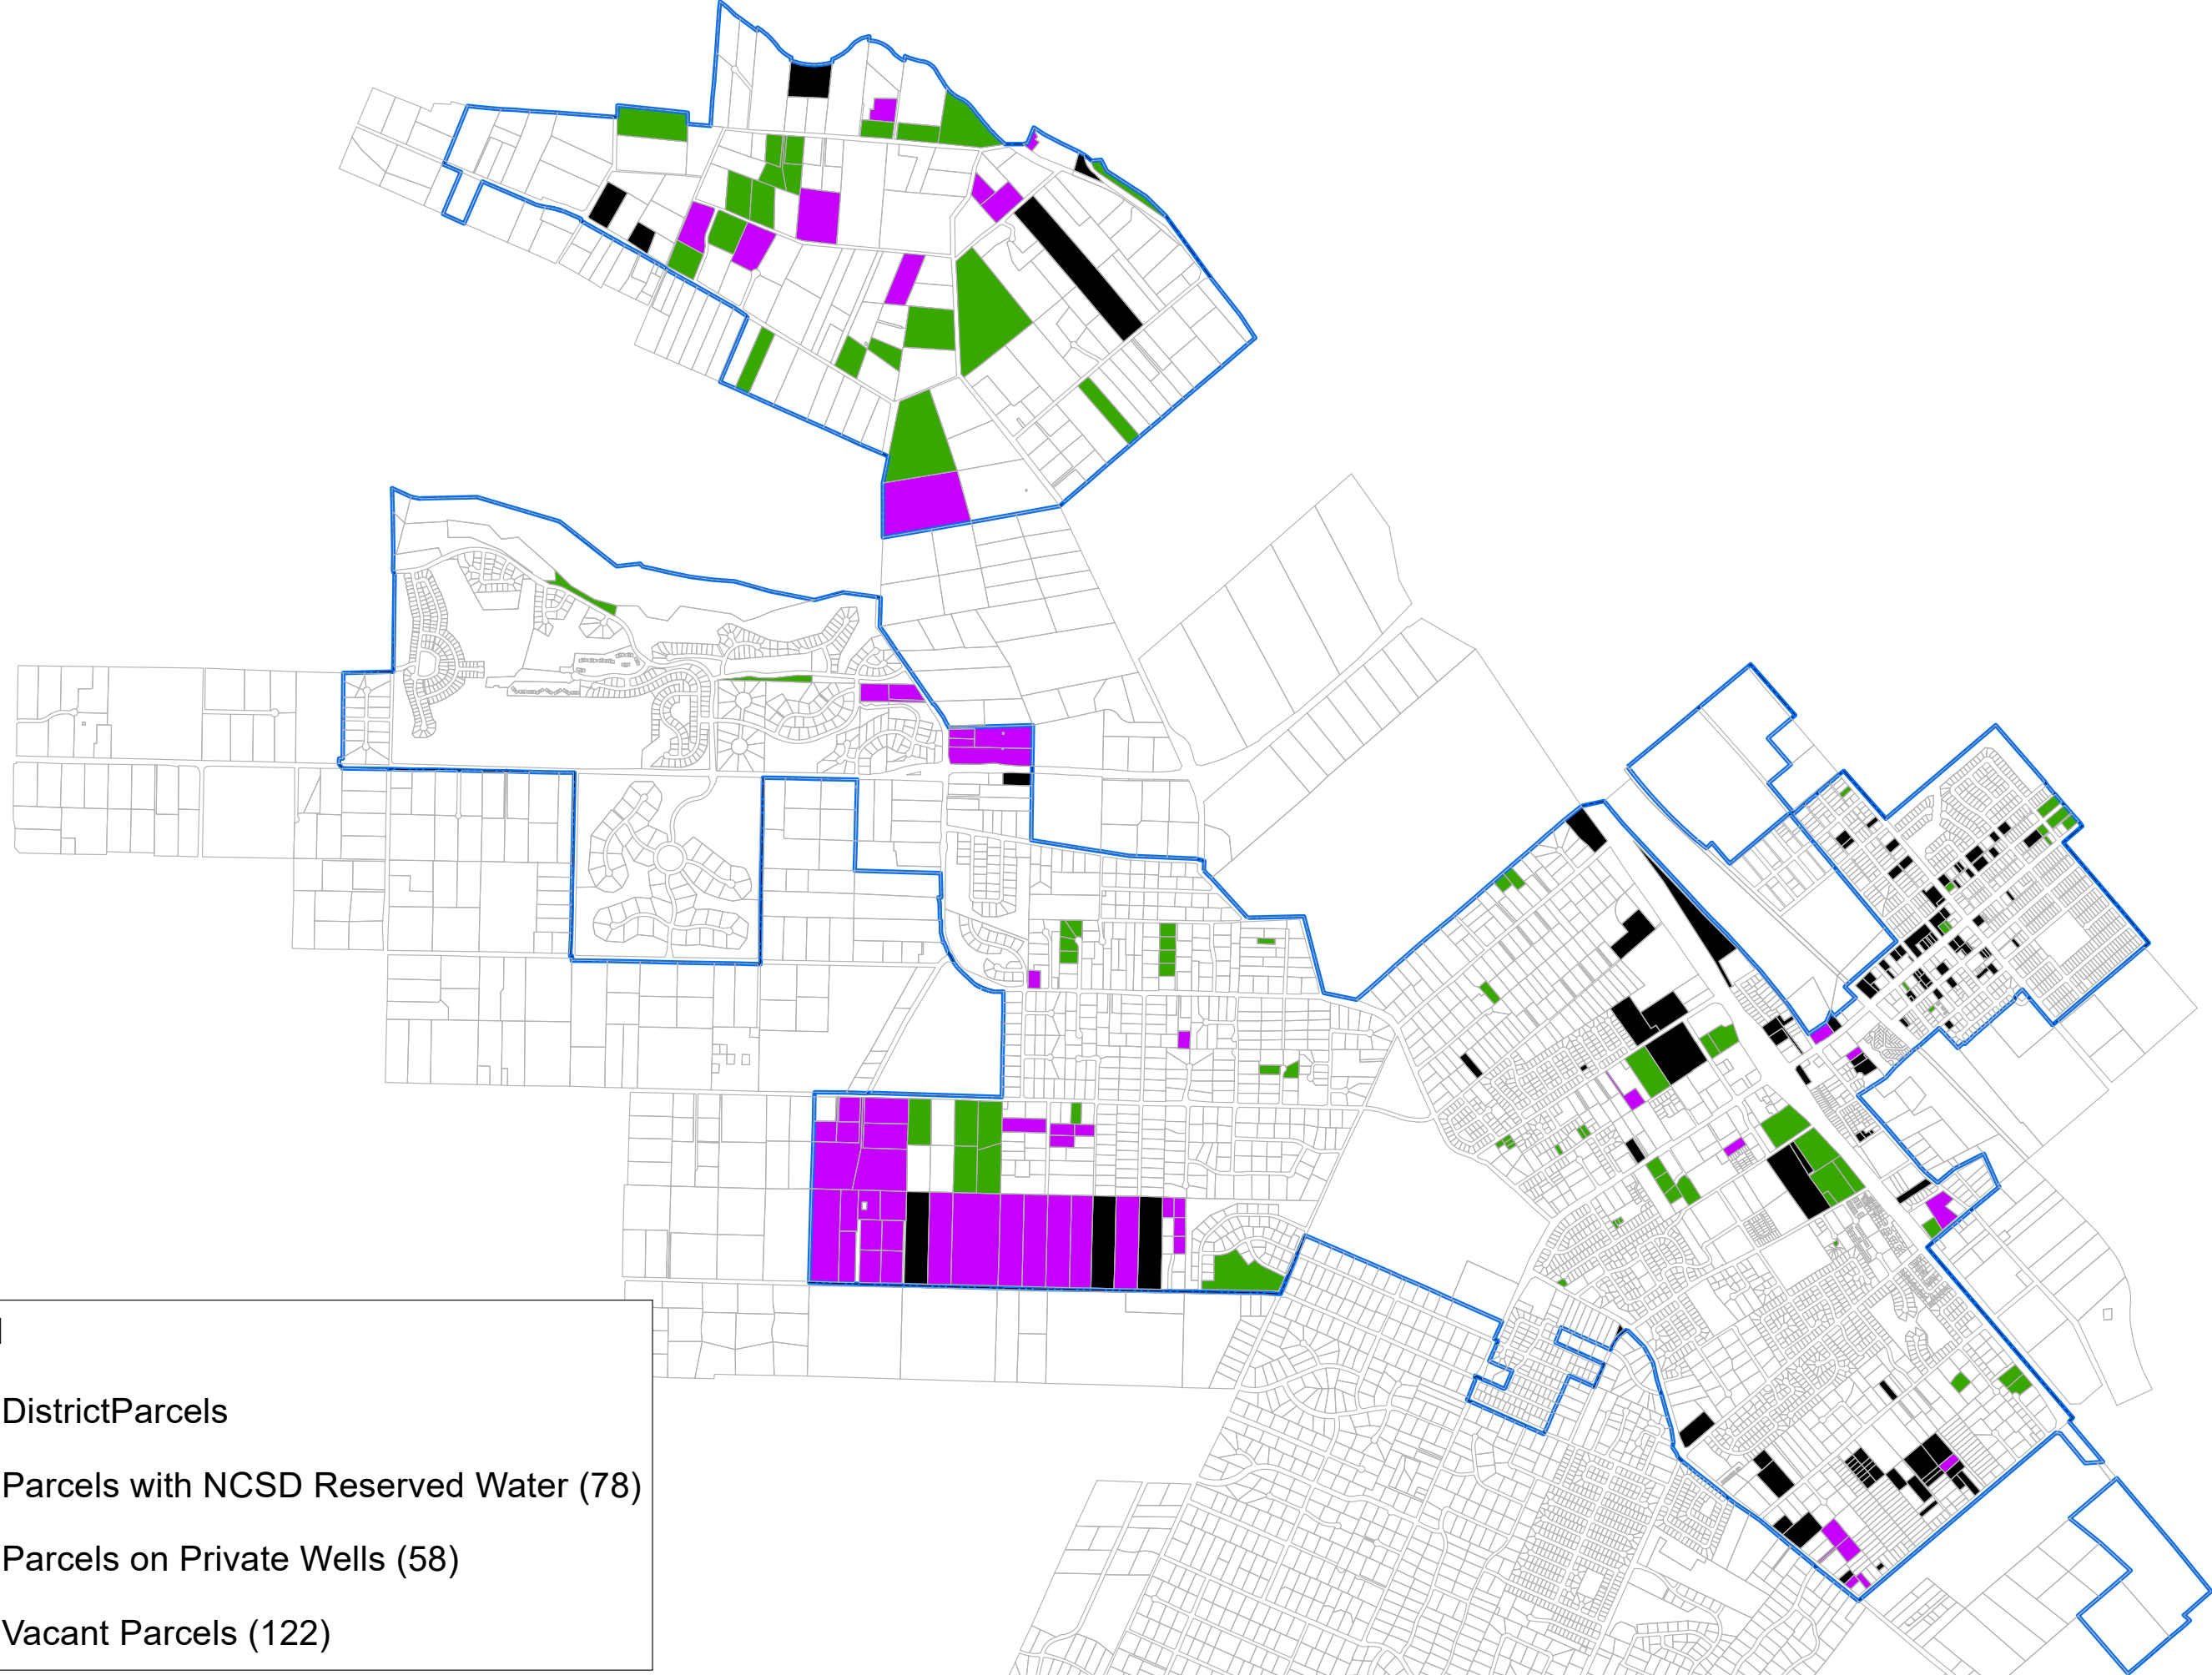 DistrictParcels
Parcels with NCSD Reserved Water (78)
Parcels on Private Wells (58)
Vacant Parcels (122)